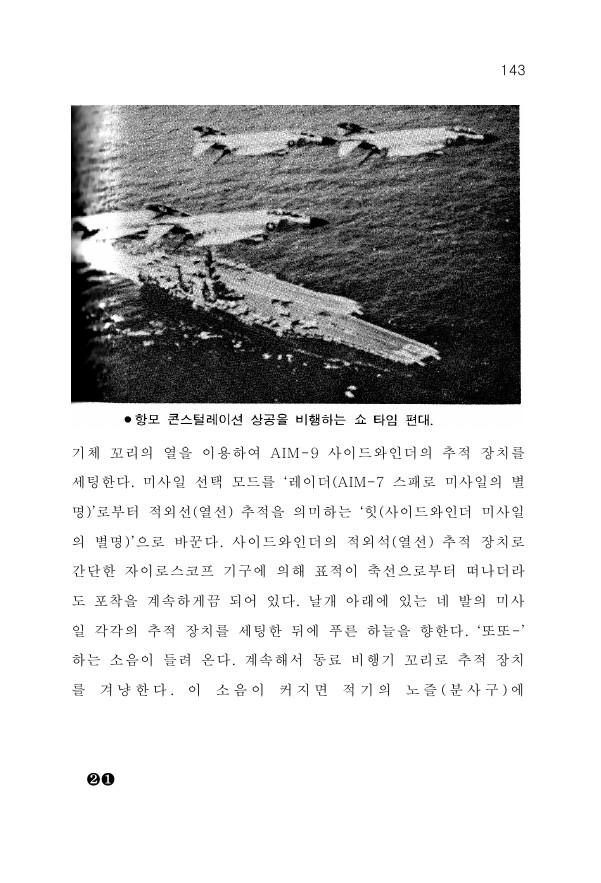 143
●항모 콘스털레이션 상공을 비행하는 쇼 타임 편대.
기체 꼬리의 열을 이용하여 AIM-9 사이드와인더의 추적 장치를
세팅한다. 미사일 선택 모드를 ‘레이더(AIM-7 스패로 미사일의 별
명)’로부터 적외선(열선) 추적을 의미하는 ‘힛(사이드와인더 미사일
의 별명)’으로 바꾼다. 사이드와인더의 적외석(열선) 추적 장치로
간단한 자이로스코프 기구에 의해 표적이 축선으로부터 떠나더라
도 포착을 계속하게끔 되어 있다. 날개 아래에 있는 네 발의 미사
일 각각의 추적 장치를 세팅한 뒤에 푸른 하늘을 향한다. ‘또또-’
하는 소음이 들려 온다. 계속해서 동료 비행기 꼬리로 추적 장치
를 겨냥한다. 이 소음이 커지면 적기의 노즐(분사구)에
❷❶